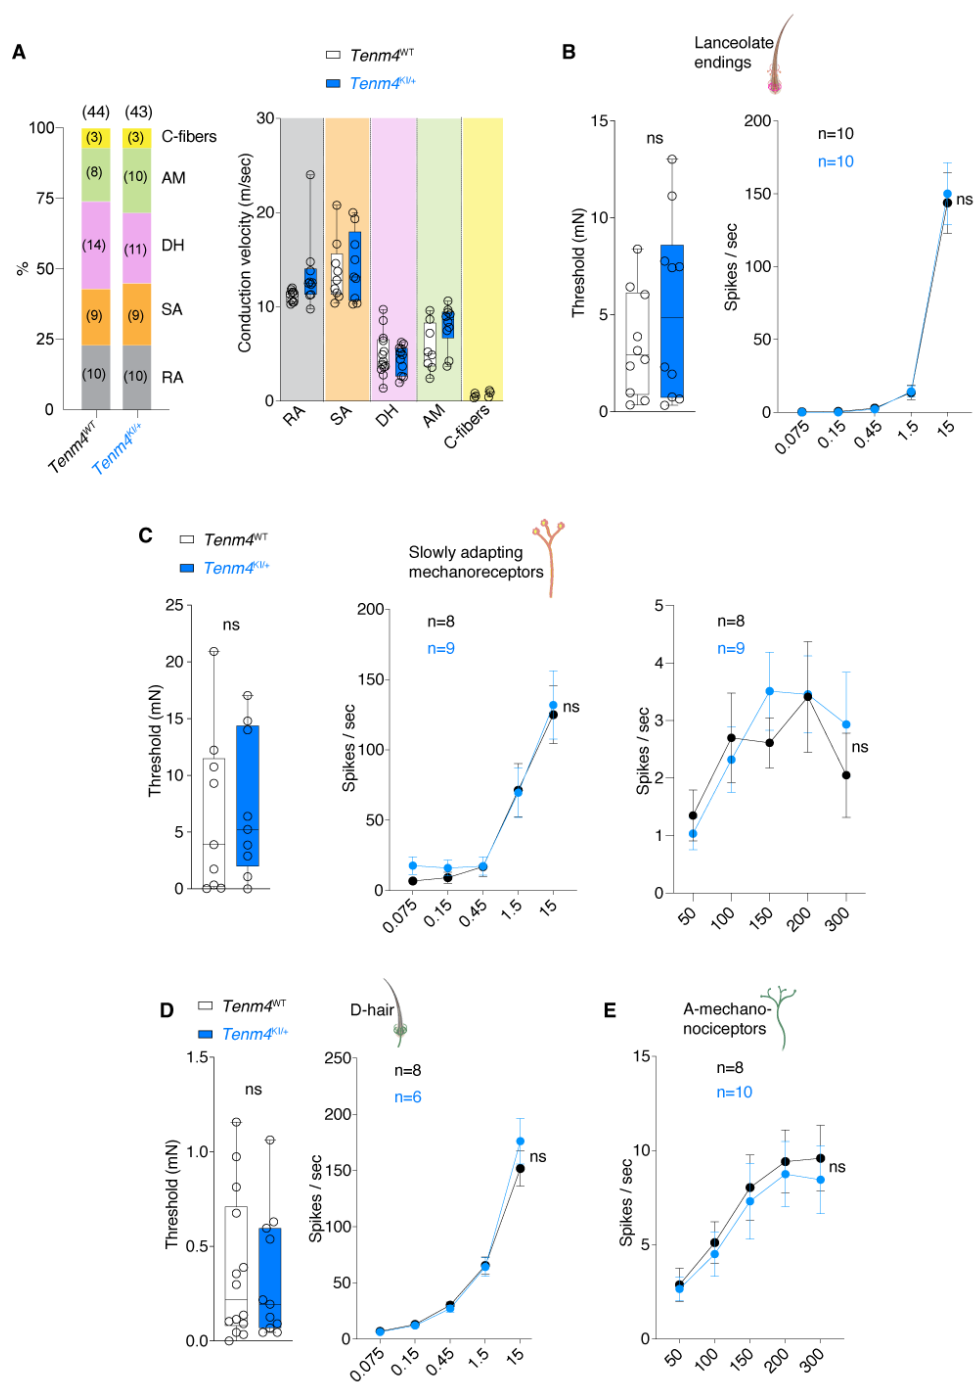 A
Tenm4WT
Tenm4KI/+
(44) (43)
100
75
50
25
0
%
(3) (3) C-fibers
(8) (10) AM
(14) (11) DH
(9) (9) SA
(10) (10) RA
Tenm4WT
Tenm4KI/+
Conduction velocity (m/sec)
30
20
10
0
RA
SA
DH
AM
C-fibers
B
Lanceolate
endings
Threshold (mN)
15
10
5
0
ns
Spikes / sec
200
150
100
50
0
n=10
n=10
ns
0.075
0.15
0.45
1.5
15
C
Tenm4WT
Tenm4KI/+
Slowly adapting
mechanoreceptors
Threshold (mN)
25
20
15
10
5
0
ns
Spikes / sec
200
150
100
50
0
n=8
n=9
ns
0.075
0.15
0.45
1.5
15
Spikes / sec
5
4
3
2
1
0
n=8
n=9
ns
50
100
150
200
300
D
Tenm4WT
Tenm4KI/+
D-hair
Threshold (mN)
1.5
1.0
0.5
0.0
ns
Spikes / sec
250
200
150
100
50
0
n=8
n=6
ns
0.075
0.15
0.45
1.5
15
E
A-mechano-
nociceptors
Spikes / sec
15
10
5
0
n=8
n=10
ns
50
100
150
200
300